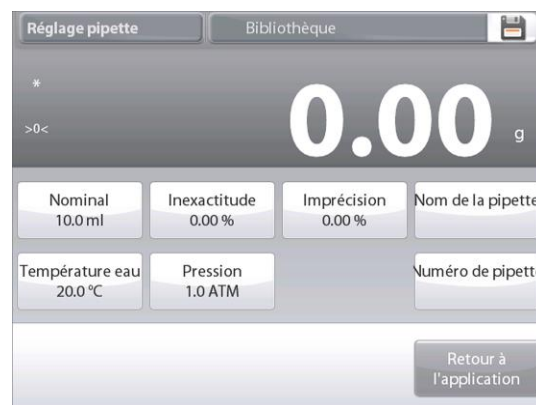 Réglage pipette
Bibliothèque
*
>0<
0.00 g
Nominal
10.0 ml
Inexactitude
0.00 %
Imprécision
0.00 %
Nom de la pipette
Température eau
20.0 °C
Pression
1.0 ATM
Numéro de pipett
Retour à
l'application